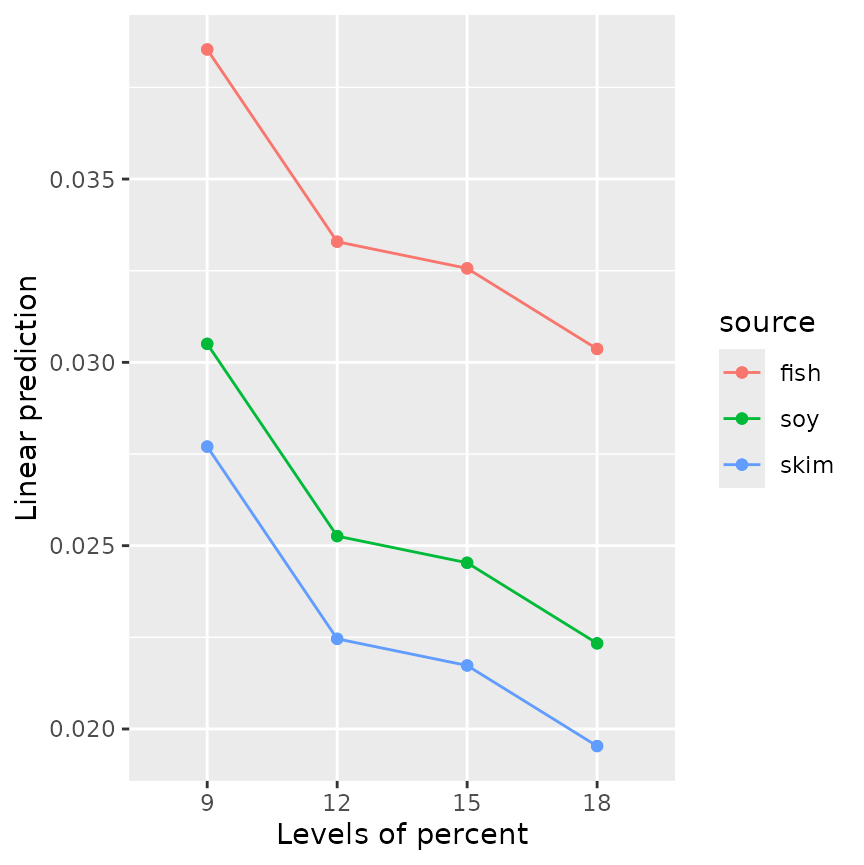 Linear prediction
0.035
0.030
0.025
0.020
9 12 15 18
Levels of percent
source
fish
soy
skim